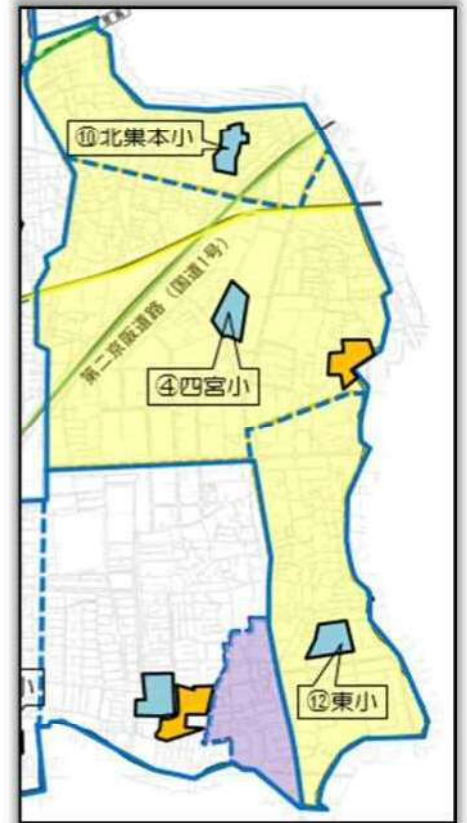 ⑩北巣本小
第二京阪道路（国道1号）
④四宮小
⑫東小
小